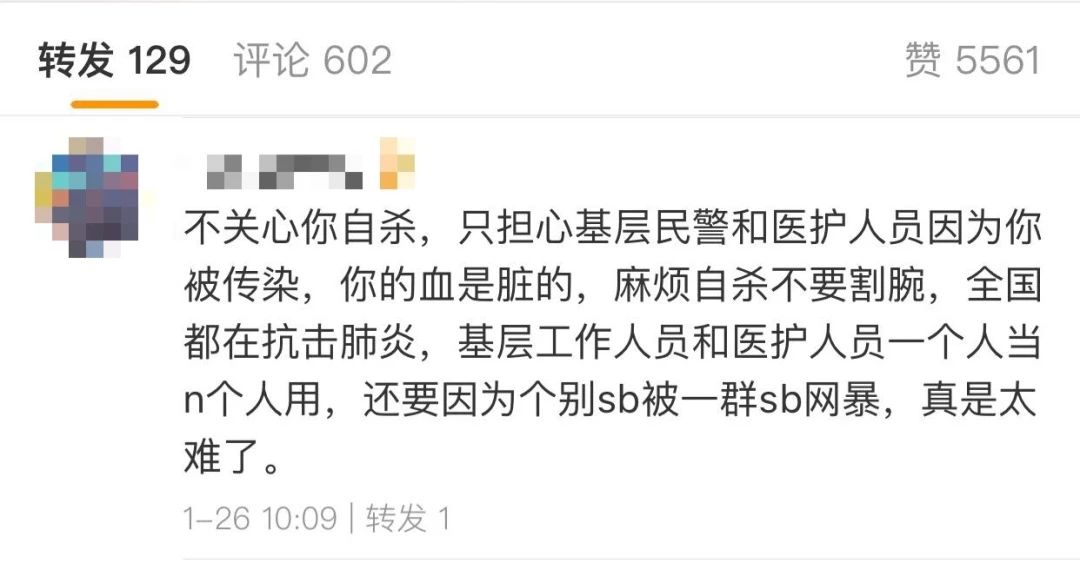 转发 129 评论 602 赞 5561
不关心你自杀，只担心基层民警和医护人员因为你
被传染，你的血是脏的，麻烦自杀不要割腕，全国
都在抗击肺炎，基层工作人员和医护人员一个人当
n个人用，还要因为个别sb被一群sb网暴，真是太
难了。
1-26 10:09 | 转发 1